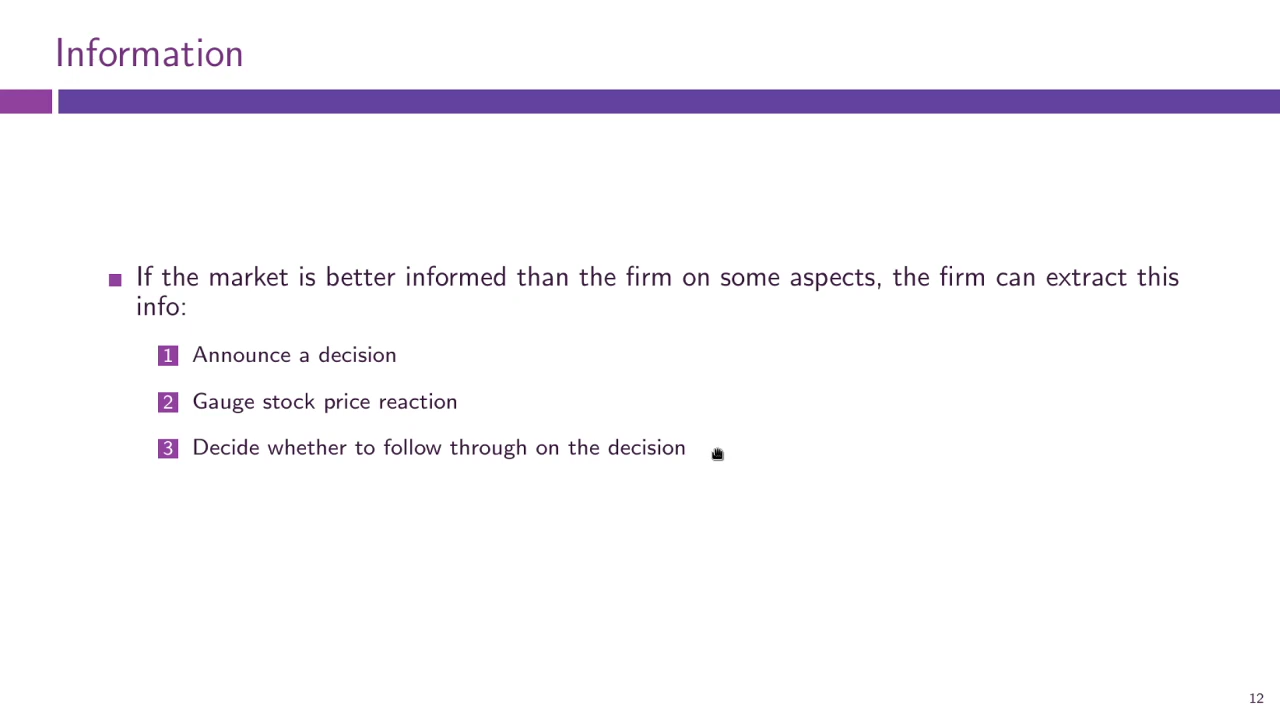 Information
If the market is better informed than the firm on some aspects, the firm can extract this
info:
1 Announce a decision
2 Gauge stock price reaction
3 Decide whether to follow through on the decision
12